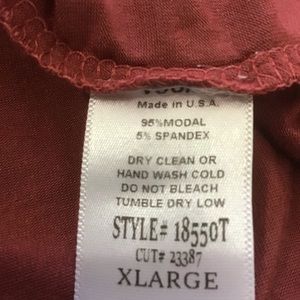 Made in U.S.A.
95%MODAL
5% SPANDEX
DRY CLEAN OR
HAND WASH COLD
DO NOT BLEACH
TUMBLE DRY LOW
STYLE# 18550T
CUT# 23387
XLARGE